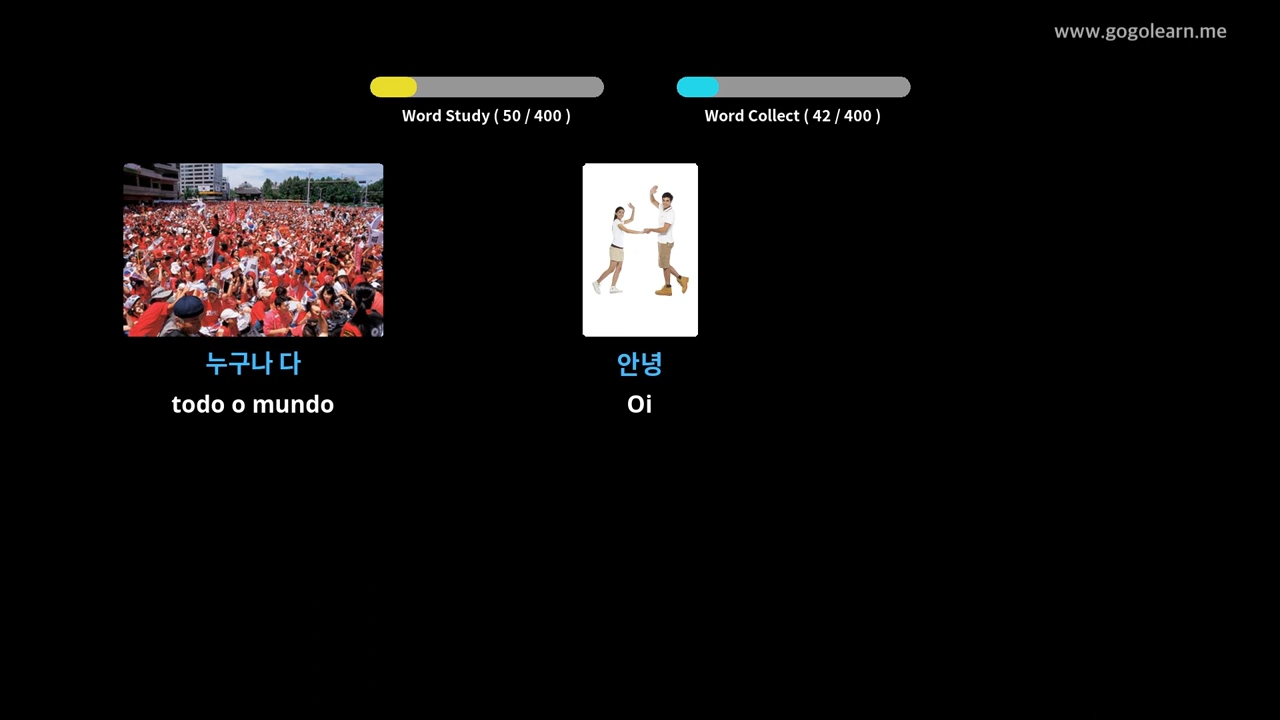 www.gogolearn.me
Word Study ( 50 / 400 )
Word Collect ( 42 / 400 )
누구나 다
todo o mundo
안녕
Oi